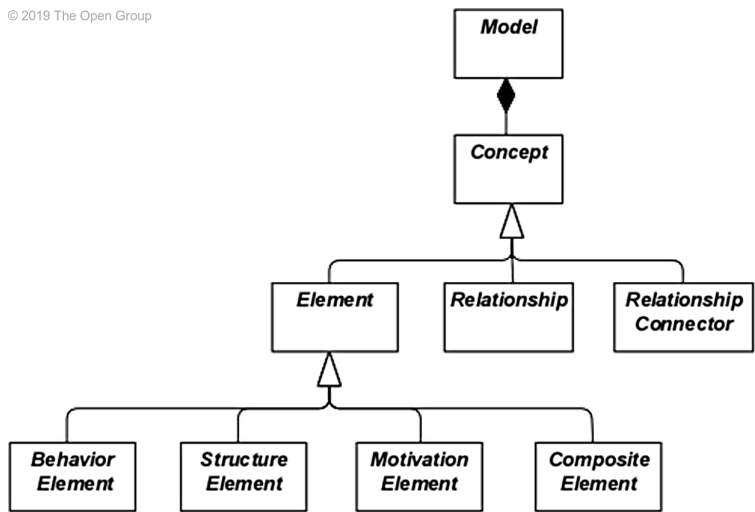 © 2019 The Open Group
Model
Concept
Element
Relationship
Relationship
Connector
Behavior
Element
Structure
Element
Motivation
Element
Composite
Element